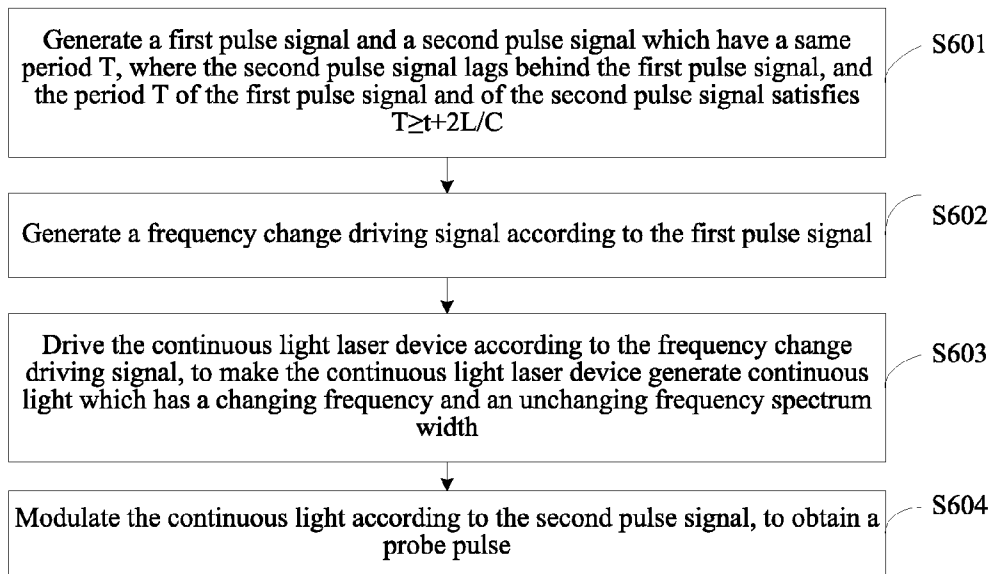 Generate a first pulse signal and a second pulse signal which have a same
period T, where the second pulse signal lags behind the first pulse signal, and
the period T of the first pulse signal and of the second pulse signal satisfies
T≥t+2L/C
S601
Generate a frequency change driving signal according to the first pulse signal
S602
Drive the continuous light laser device according to the frequency change
driving signal, to make the continuous light laser device generate continuous
light which has a changing frequency and an unchanging frequency spectrum
width
S603
Modulate the continuous light according to the second pulse signal, to obtain a
probe pulse
S604